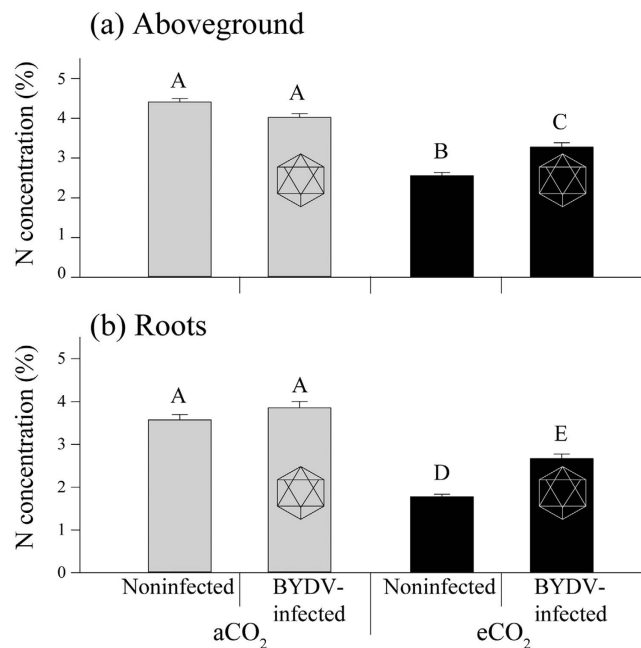 (a) Aboveground
N concentration (%)
5
4
3
2
1
0
A
A
B
C
(b) Roots
N concentration (%)
5
4
3
2
1
0
A
A
D
E
Noninfected
BYDV-
infected
Noninfected
BYDV-
infected
aCO₂
eCO₂